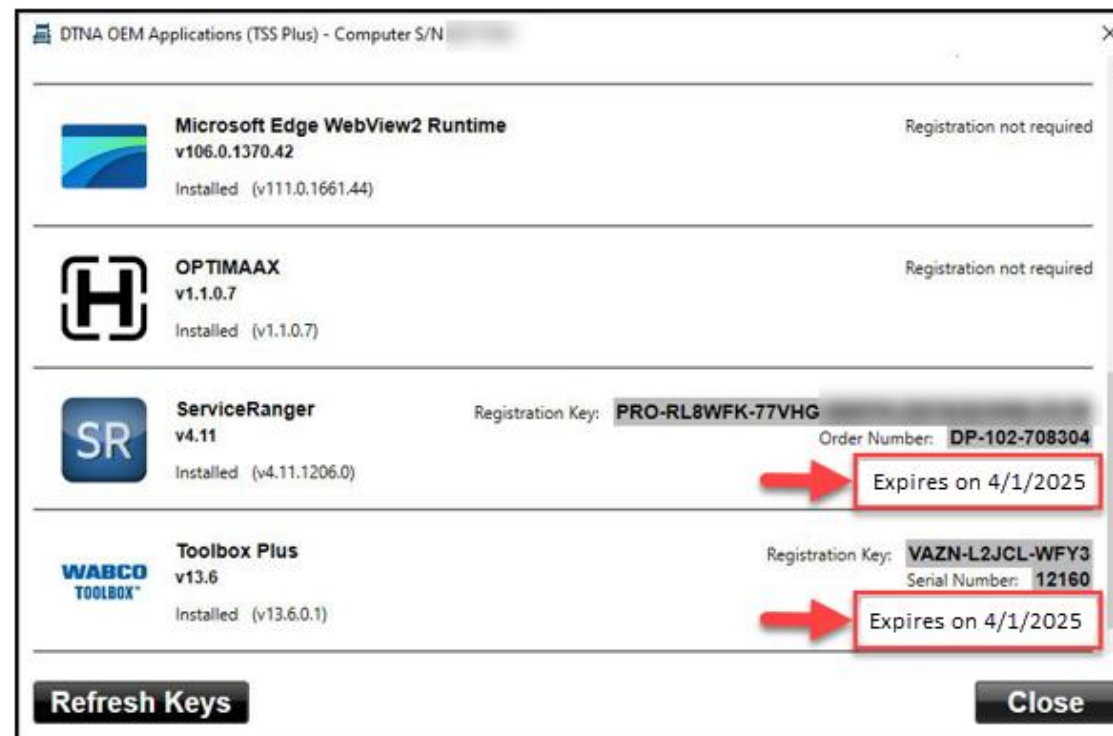 DTNA OEM Applications (TSS Plus) - Computer S/N
Microsoft Edge WebView2 Runtime
Registration not required
v106.0.1370.42
Installed (v111.0.1661.44)
H
OPTIMAAX
Registration not required
v1.1.0.7
Installed (v1.1.0.7)
SR
ServiceRanger
Registration Key: PRO-RL8WFK-77VHG
v4.11
Order Number: DP-102-708304
Installed (v4.11.1206.0)
Expires on 4/1/2025
WABCO
TOOLBOX™
Toolbox Plus
Registration Key: VAZN-L2JCL-WFY3
v13.6
Serial Number: 12160
Installed (v13.6.0.1)
Expires on 4/1/2025
Refresh Keys
Close